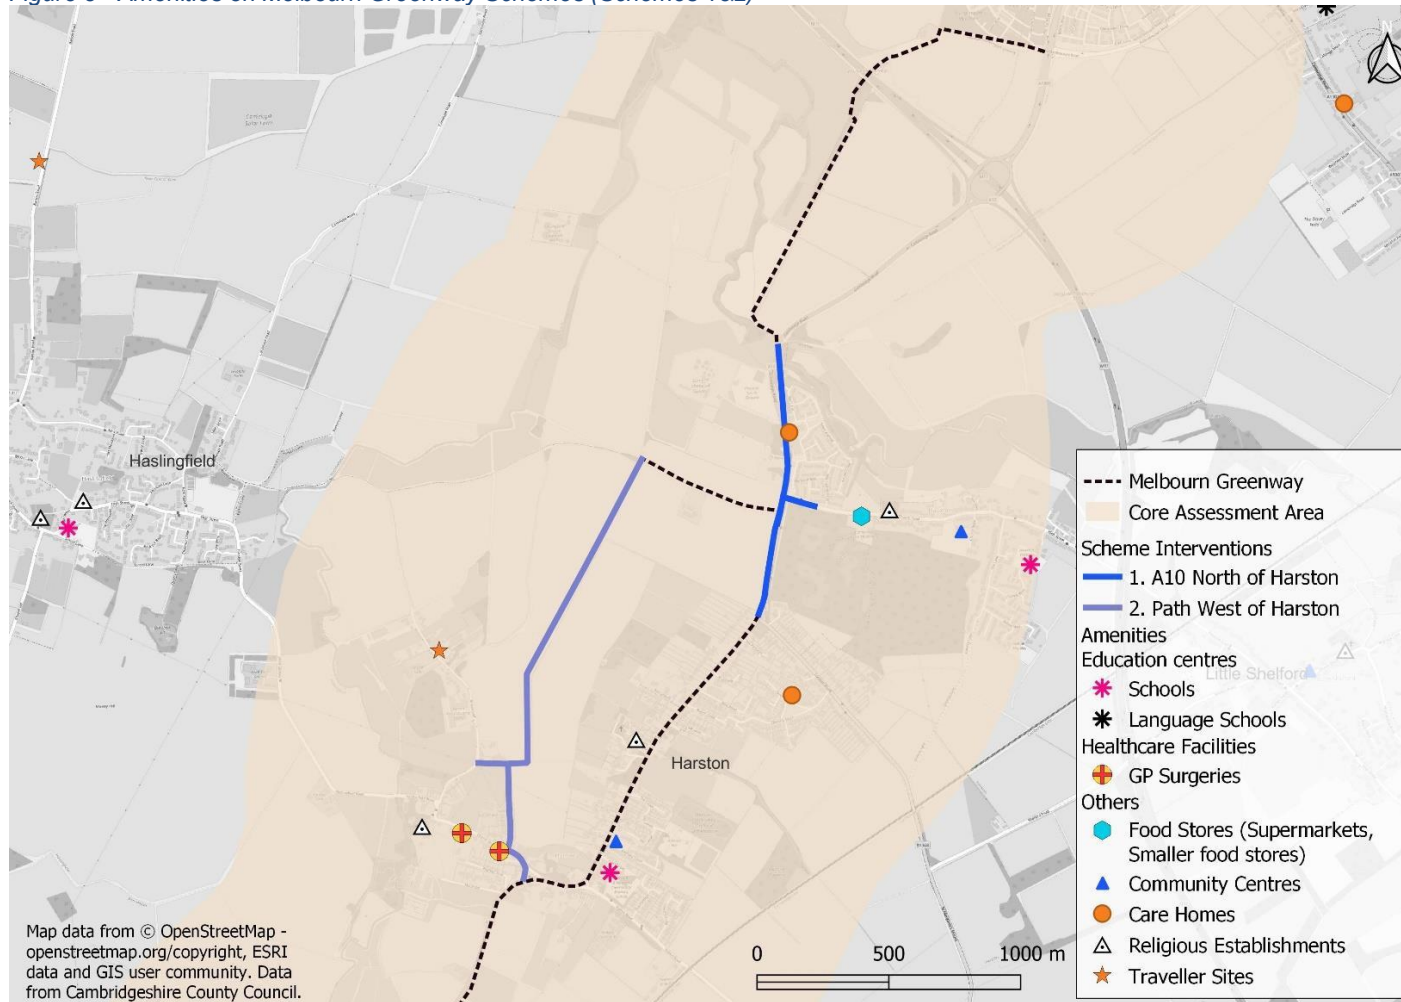 Figure 3 - Amenities on Melbourn Greenway Schemes (Schemes 1&2)
N
Haslingfield
Harston
Little Shelford
Melbourn Greenway
Core Assessment Area
Scheme Interventions
1. A10 North of Harston
2. Path West of Harston
Amenities
Education centres
Schools
Language Schools
Healthcare Facilities
GP Surgeries
Others
Food Stores (Supermarkets,
Smaller food stores)
Community Centres
Care Homes
Religious Establishments
Traveller Sites
0 500 1000 m
Map data from © OpenStreetMap -
openstreetmap.org/copyright, ESRI
data and GIS user community. Data
from Cambridgeshire County Council.